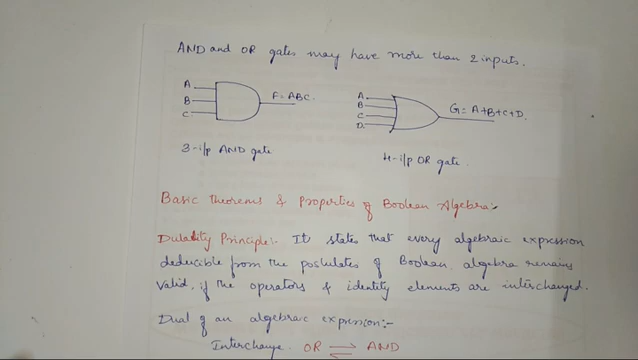 AND and OR gates may have more than 2 inputs.
A
B
C
F = ABC.
3-i/p AND gate
A
B
C
D
G = A+B+C+D.
4-i/p OR gate.
Basic Theorems & Properties of Boolean Algebra:-
Dulality Principle:- It states that every algebraic expression
deducible from the postulates of Boolean algebra remains
Valid, if the operators & identity elements are interchanged.
Dual of an algebraic expression:-
Interchange OR ⇌ AND